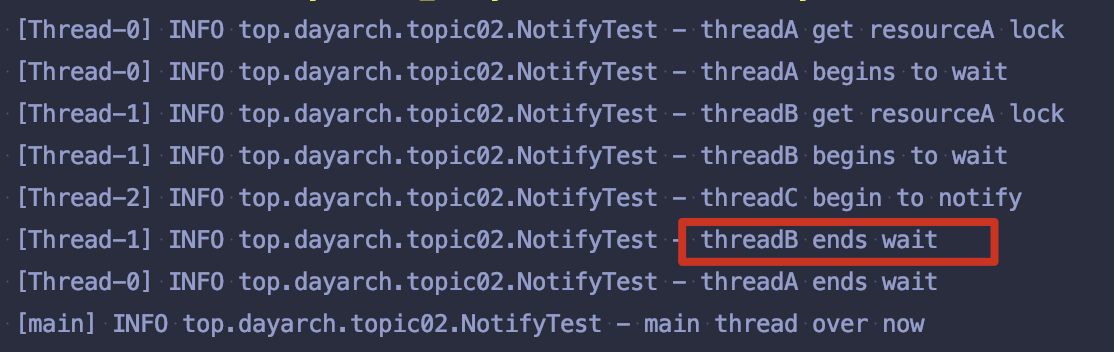 [Thread-0] INFO top.dayarch.topic02.NotifyTest - threadA get resourceA lock
[Thread-0] INFO top.dayarch.topic02.NotifyTest - threadA begins to wait
[Thread-1] INFO top.dayarch.topic02.NotifyTest - threadB get resourceA lock
[Thread-1] INFO top.dayarch.topic02.NotifyTest - threadB begins to wait
[Thread-2] INFO top.dayarch.topic02.NotifyTest - threadC begin to notify
[Thread-1] INFO top.dayarch.topic02.NotifyTest - threadB ends wait
[Thread-0] INFO top.dayarch.topic02.NotifyTest - threadA ends wait
[main] INFO top.dayarch.topic02.NotifyTest - main thread over now